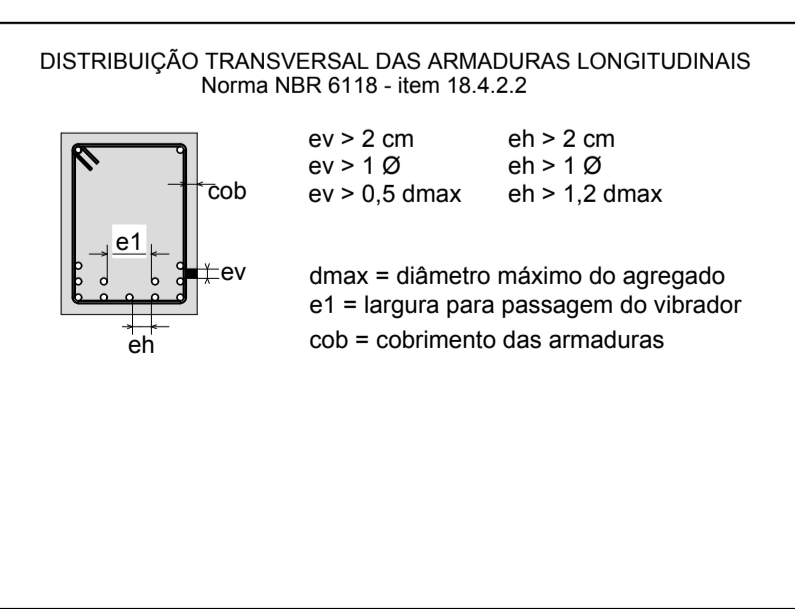 DISTRIBUIÇÃO TRANSVERSAL DAS ARMADURAS LONGITUDINAIS
Norma NBR 6118 - item 18.4.2.2
ev > 2 cm eh > 2 cm
ev > 1 Ø eh > 1 Ø
ev > 0,5 dmax eh > 1,2 dmax
cob
e1
ev
eh
dmax = diâmetro máximo do agregado
e1 = largura para passagem do vibrador
cob = cobrimento das armaduras